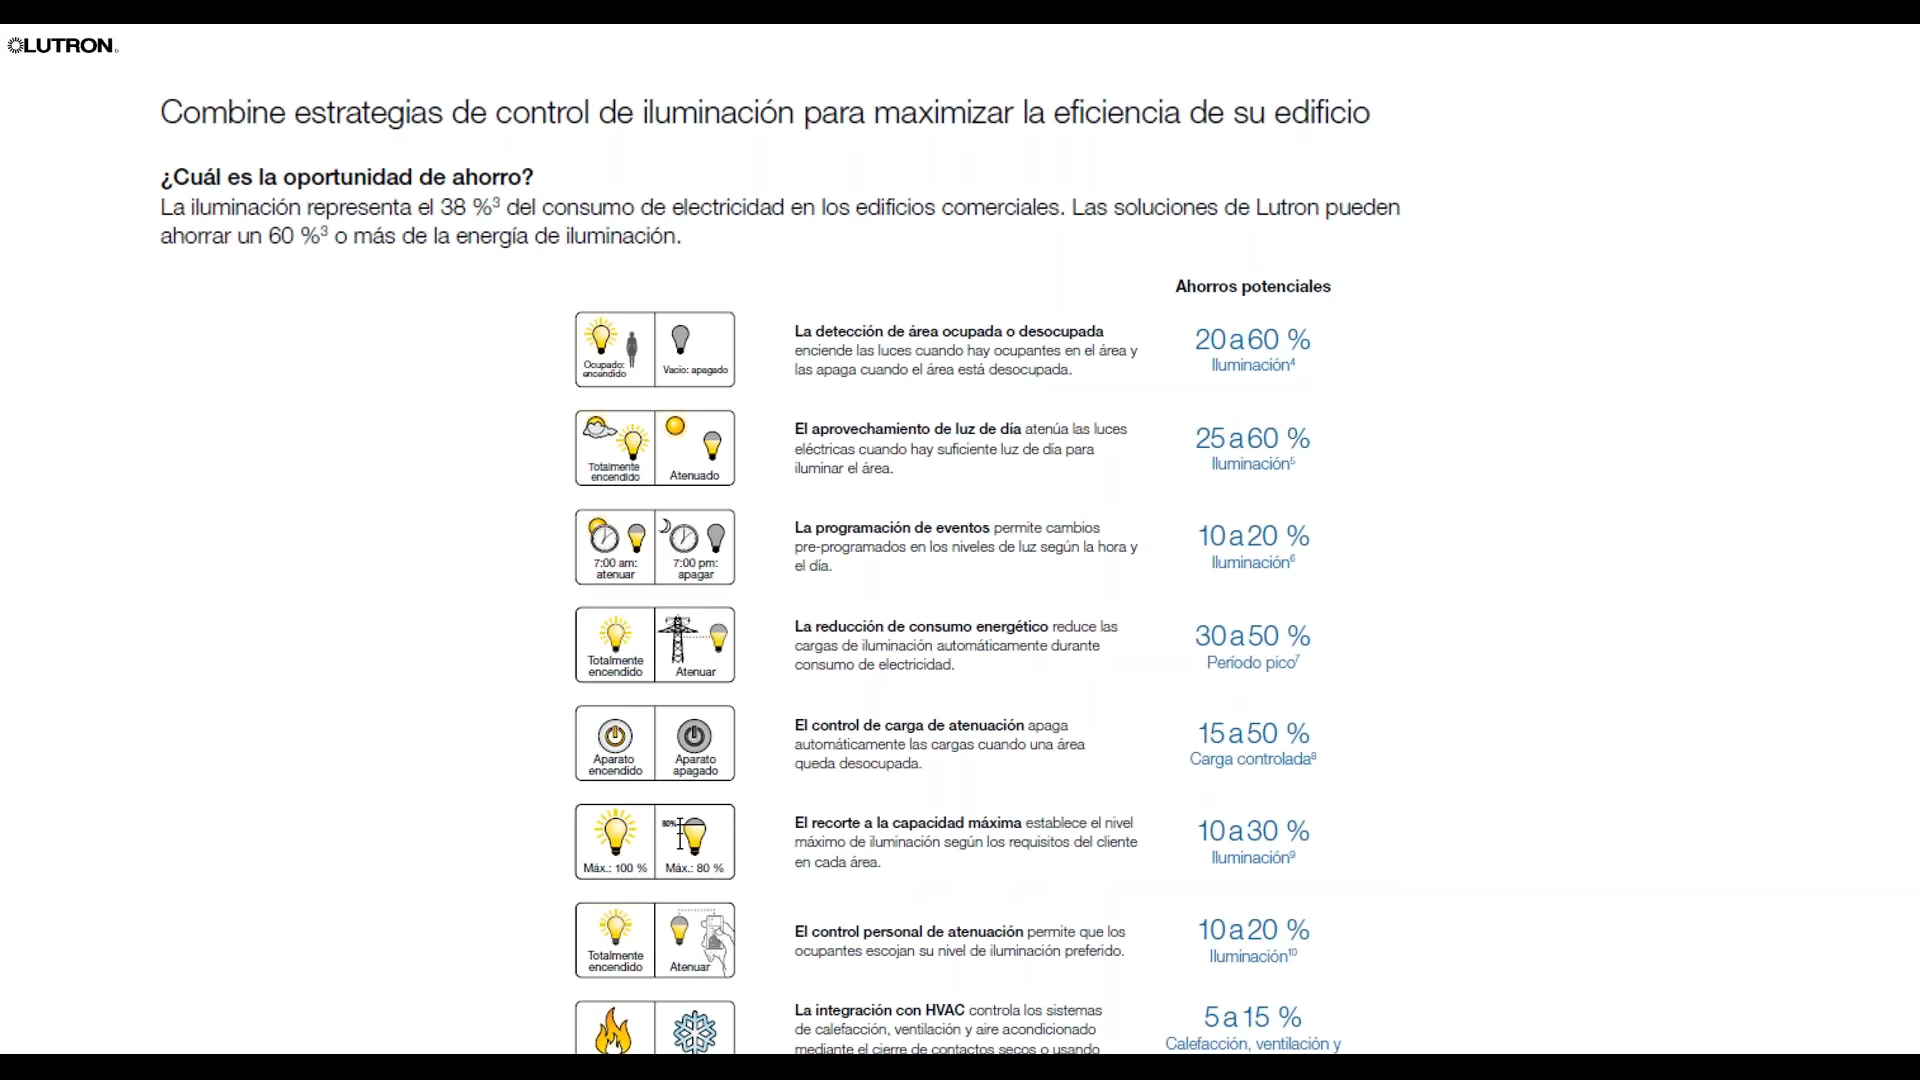 LUTRON
Combine estrategias de control de iluminación para maximizar la eficiencia de su edificio
¿Cuál es la oportunidad de ahorro?
La iluminación representa el 38 %³ del consumo de electricidad en los edificios comerciales. Las soluciones de Lutron pueden
ahorrar un 60 %³ o más de la energía de iluminación.
Ahorros potenciales
Ocupado:
encendido
Vacio: apagado
La detección de área ocupada o desocupada
enciende las luces cuando hay ocupantes en el área y
las apaga cuando el área está desocupada.
20 a 60 %
Iluminación⁴
Totalmente
encendido
Atenuado
El aprovechamiento de luz de día atenúa las luces
eléctricas cuando hay suficiente luz de día para
iluminar el área.
25 a 60 %
Iluminación⁵
7:00 am:
atenuar
7:00 pm:
apagar
La programación de eventos permite cambios
pre-programados en los niveles de luz según la hora y
el día.
10 a 20 %
Iluminación⁶
Totalmente
encendido
Atenuar
La reducción de consumo energético reduce las
cargas de iluminación automáticamente durante
consumo de electricidad.
30 a 50 %
Período pico⁷
Aparato
encendido
Aparato
apagado
El control de carga de atenuación apaga
automáticamente las cargas cuando una área
queda desocupada.
15 a 50 %
Carga controlada⁸
Máx.: 100 %
80%
Máx.: 80 %
El recorte a la capacidad máxima establece el nivel
máximo de iluminación según los requisitos del cliente
en cada área.
10 a 30 %
Iluminación⁹
Totalmente
encendido
Atenuar
El control personal de atenuación permite que los
ocupantes escojan su nivel de iluminación preferido.
10 a 20 %
Iluminación¹⁰
La integración con HVAC controla los sistemas
de calefacción, ventilación y aire acondicionado
mediante el cierre de contactos secos o usando
5 a 15 %
Calefacción, ventilación y